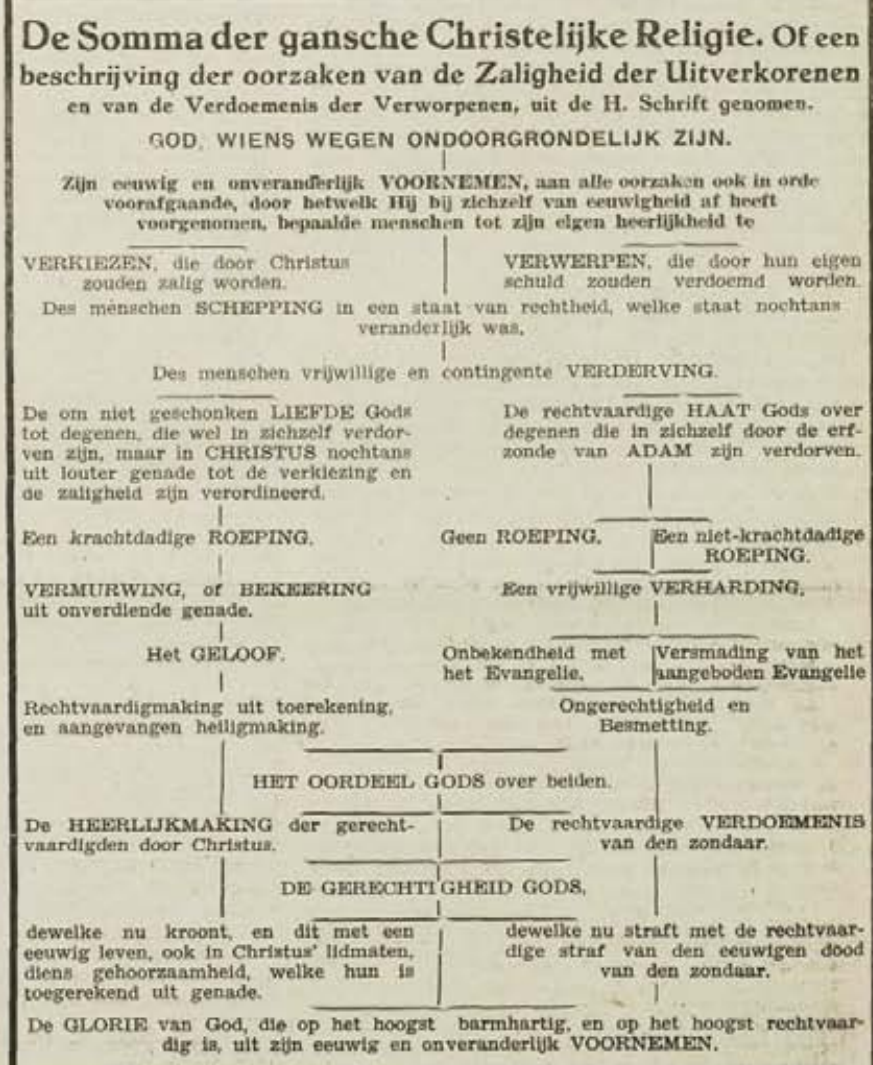 De Somma der gansche Christelijke Religie. Of een
beschrijving der oorzaken van de Zaligheid der Uitverkorenen
en van de Verdoemenis der Verworpenen, uit de H. Schrift genomen.
GOD, WIENS WEGEN ONDOORGRONDELIJK ZIJN.
Zijn eeuwig en onveranderlijk VOORNEMEN, aan alle oorzaken ook in orde
voorafgaande, door hetwelk Hij bij zichzelf van eeuwigheid af heeft
voorgenomen, bepaalde menschen tot zijn eigen heerlijkheid te
VERKIEZEN, die door Christus
zouden zalig worden.
VERWERPEN, die door hun eigen
schuld zouden verdoemd worden.
Des menschen SCHEPPING in een staat van rechtheid, welke staat nochtans
veranderlijk was.
Des menschen vrijwillige en contingente VERDERVING.
De om niet geschonken LIEFDE Gods
tot degenen, die wel in zichzelf verdor-
ven zijn, maar in CHRISTUS nochtans
uit louter genade tot de verkiezing en
de zaligheid zijn verordineerd.
De rechtvaardige HAAT Gods over
degenen die in zichzelf door de erf-
zonde van ADAM zijn verdorven.
Een krachtdadige ROEPING.
Geen ROEPING.
Een niet-krachtdadige
ROEPING.
VERMURWING, of BEKEERING
uit onverdiende genade.
Een vrijwillige VERHARDING.
Het GELOOF.
Onbekendheid met
het Evangelie.
Versmading van het
aangeboden Evangelie
Rechtvaardigmaking uit toerekening,
en aangevangen heiligmaking.
Ongerechtigheid en
Besmetting.
HET OORDEEL GODS over beiden.
De HEERLIJKMAKING der gerecht-
vaardigden door Christus.
De rechtvaardige VERDOEMENIS
van den zondaar.
DE GERECHTIGHEID GODS,
dewelke nu kroont, en dit met een
eeuwig leven, ook in Christus' lidmaten,
diens gehoorzaamheid, welke hun is
toegerekend uit genade.
dewelke nu straft met de rechtvaar-
dige straf van den eeuwigen dood
van den zondaar.
De GLORIE van God, die op het hoogst barmhartig, en op het hoogst rechtvaar-
dig is, uit zijn eeuwig en onveranderlijk VOORNEMEN.